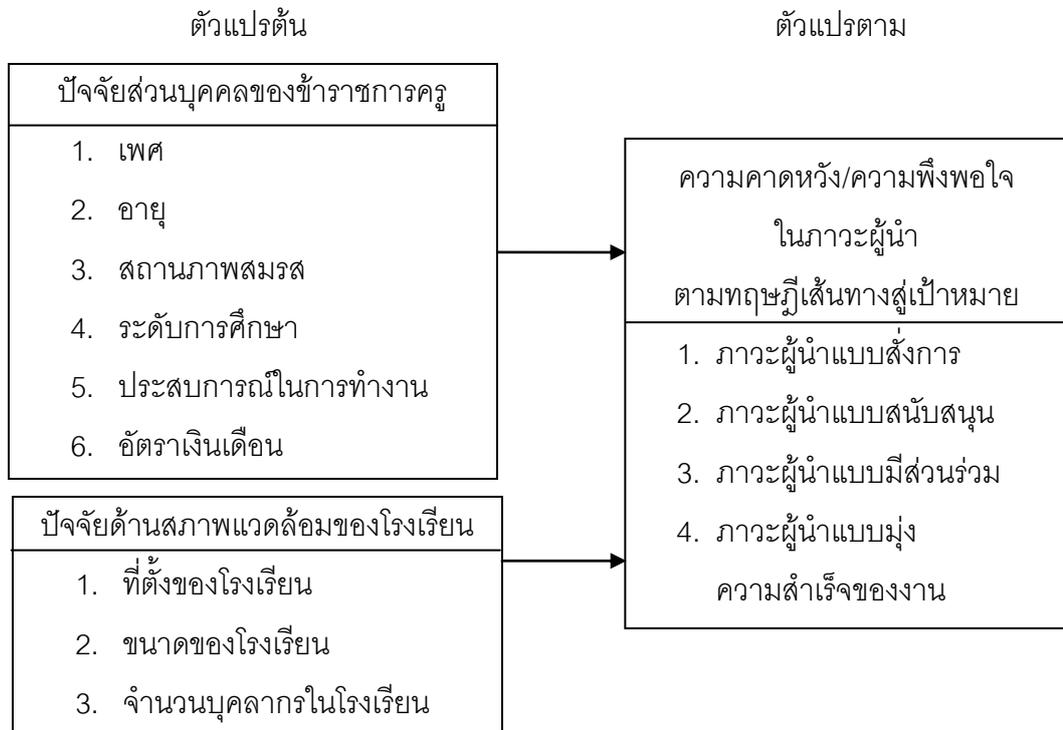 ตัวแปรต้น
ปัจจัยส่วนบุคคลของข้าราชการครู
1. เพศ
2. อายุ
3. สถานภาพสมรส
4. ระดับการศึกษา
5. ประสบการณ์ในการทำงาน
6. อัตราเงินเดือน
ปัจจัยด้านสภาพแวดล้อมของโรงเรียน
1. ที่ตั้งของโรงเรียน
2. ขนาดของโรงเรียน
3. จำนวนบุคลากรในโรงเรียน
ตัวแปรตาม
ความคาดหวัง/ความพึงพอใจ
ในภาวะผู้นำ
ตามทฤษฎีเส้นทางสู่เป้าหมาย
1. ภาวะผู้นำแบบสั่งการ
2. ภาวะผู้นำแบบสนับสนุน
3. ภาวะผู้นำแบบมีส่วนร่วม
4. ภาวะผู้นำแบบมุ่ง
ความสำเร็จของงาน